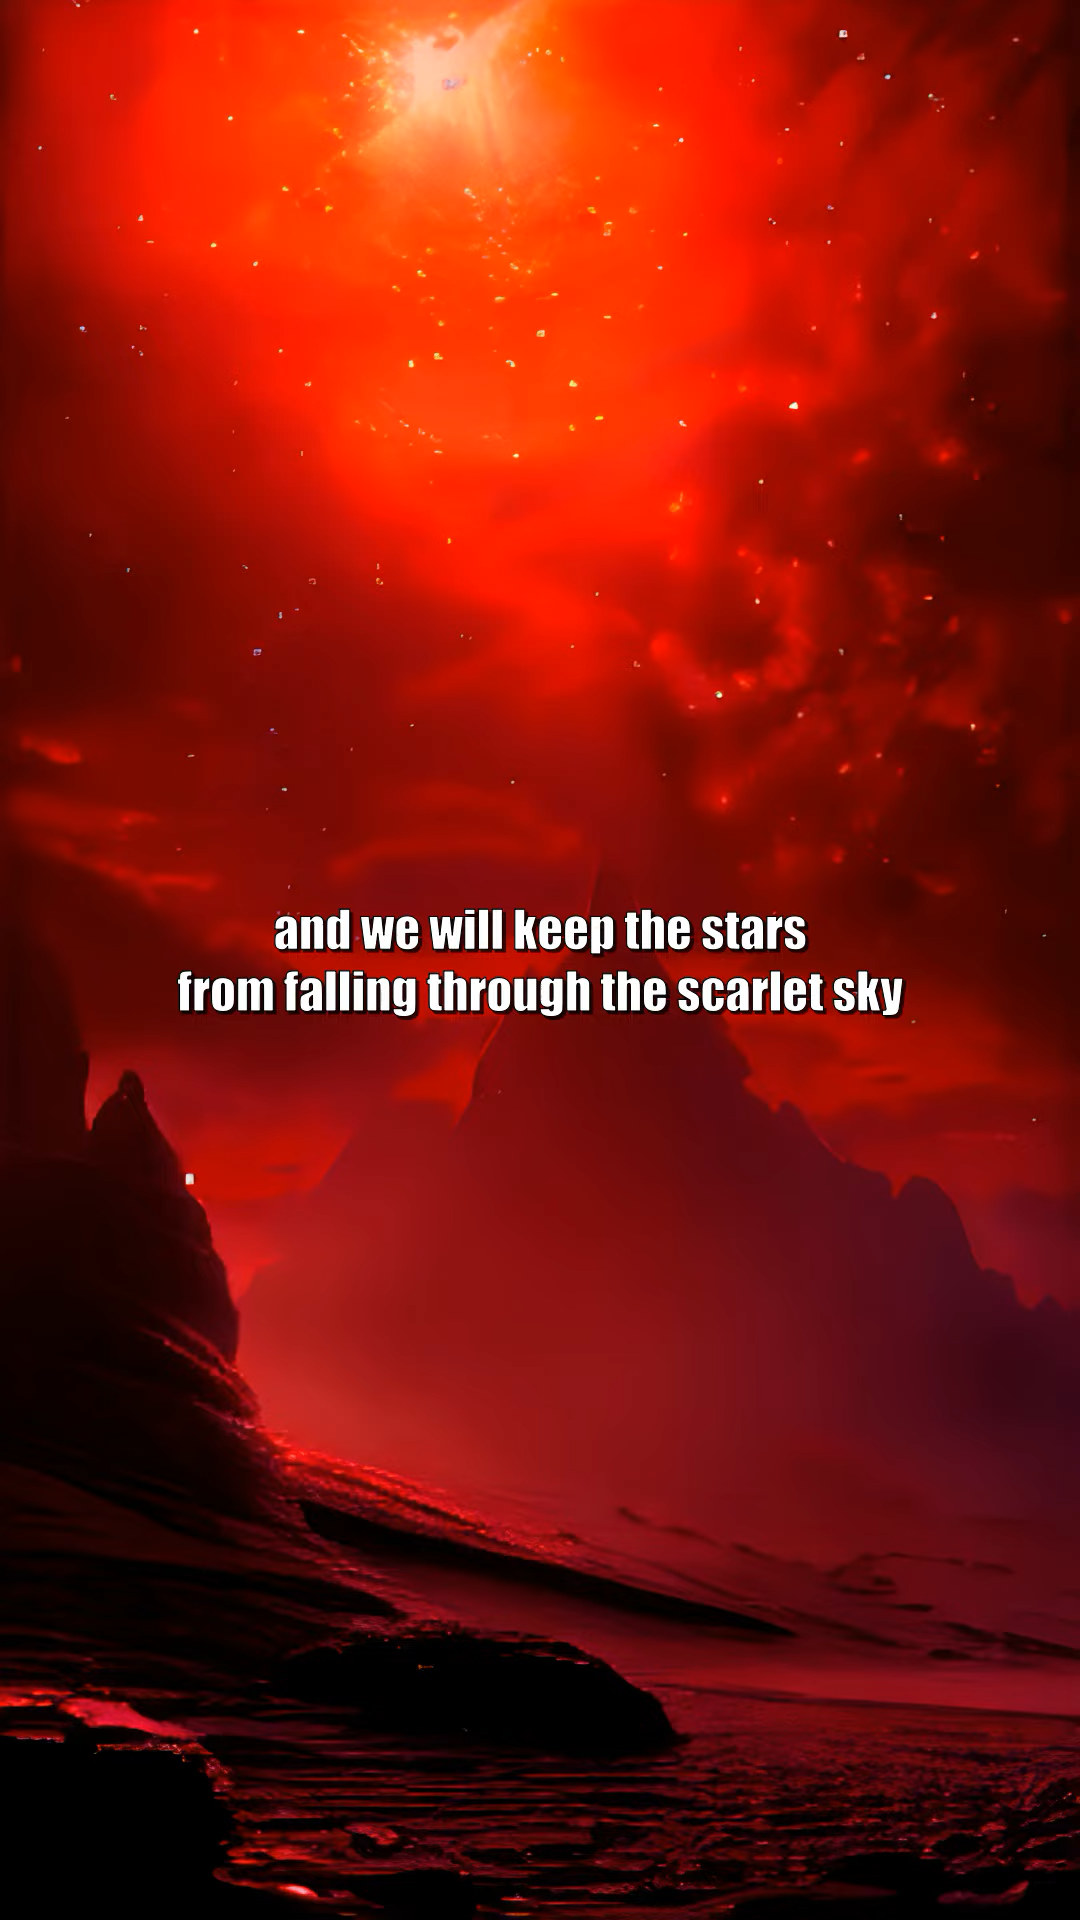 and we will keep the stars
from falling through the scarlet sky